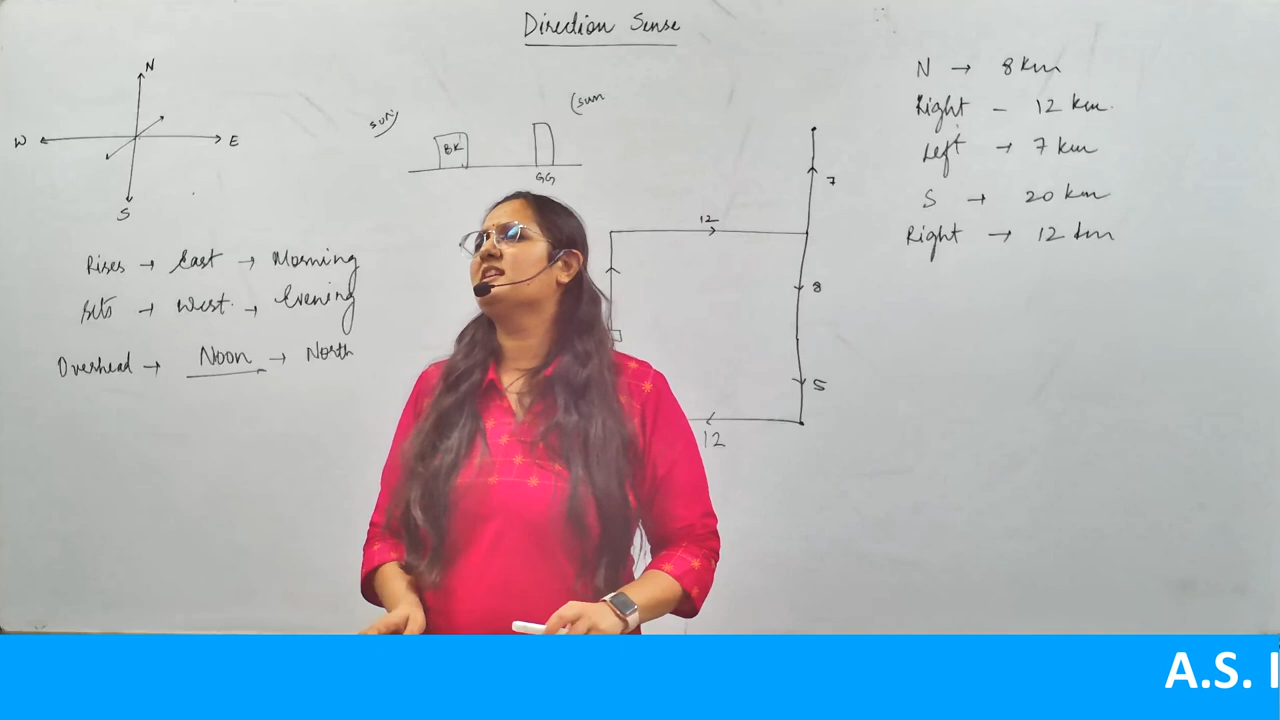 Direction Sense
N
W
E
S
sun
BK
GG
sun
Rises → East → Morning
Sets → West → Evening
Overhead → Noon → North
12
7
8
5
12
N → 8 km
Right - 12 km
Left → 7 km
S → 20 km
Right → 12 km
A.S.